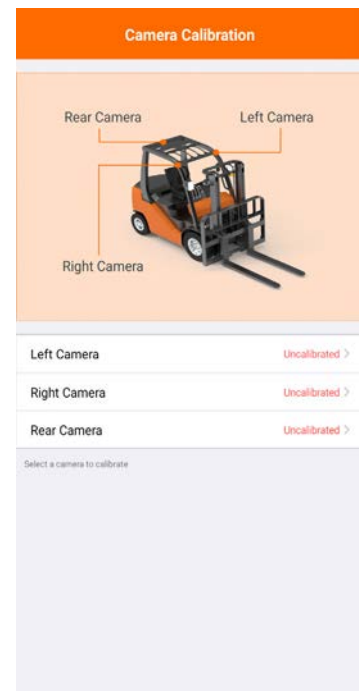 Camera Calibration
Rear Camera
Left Camera
Right Camera
Left Camera Uncalibrated >
Right Camera Uncalibrated >
Rear Camera Uncalibrated >
Select a camera to calibrate